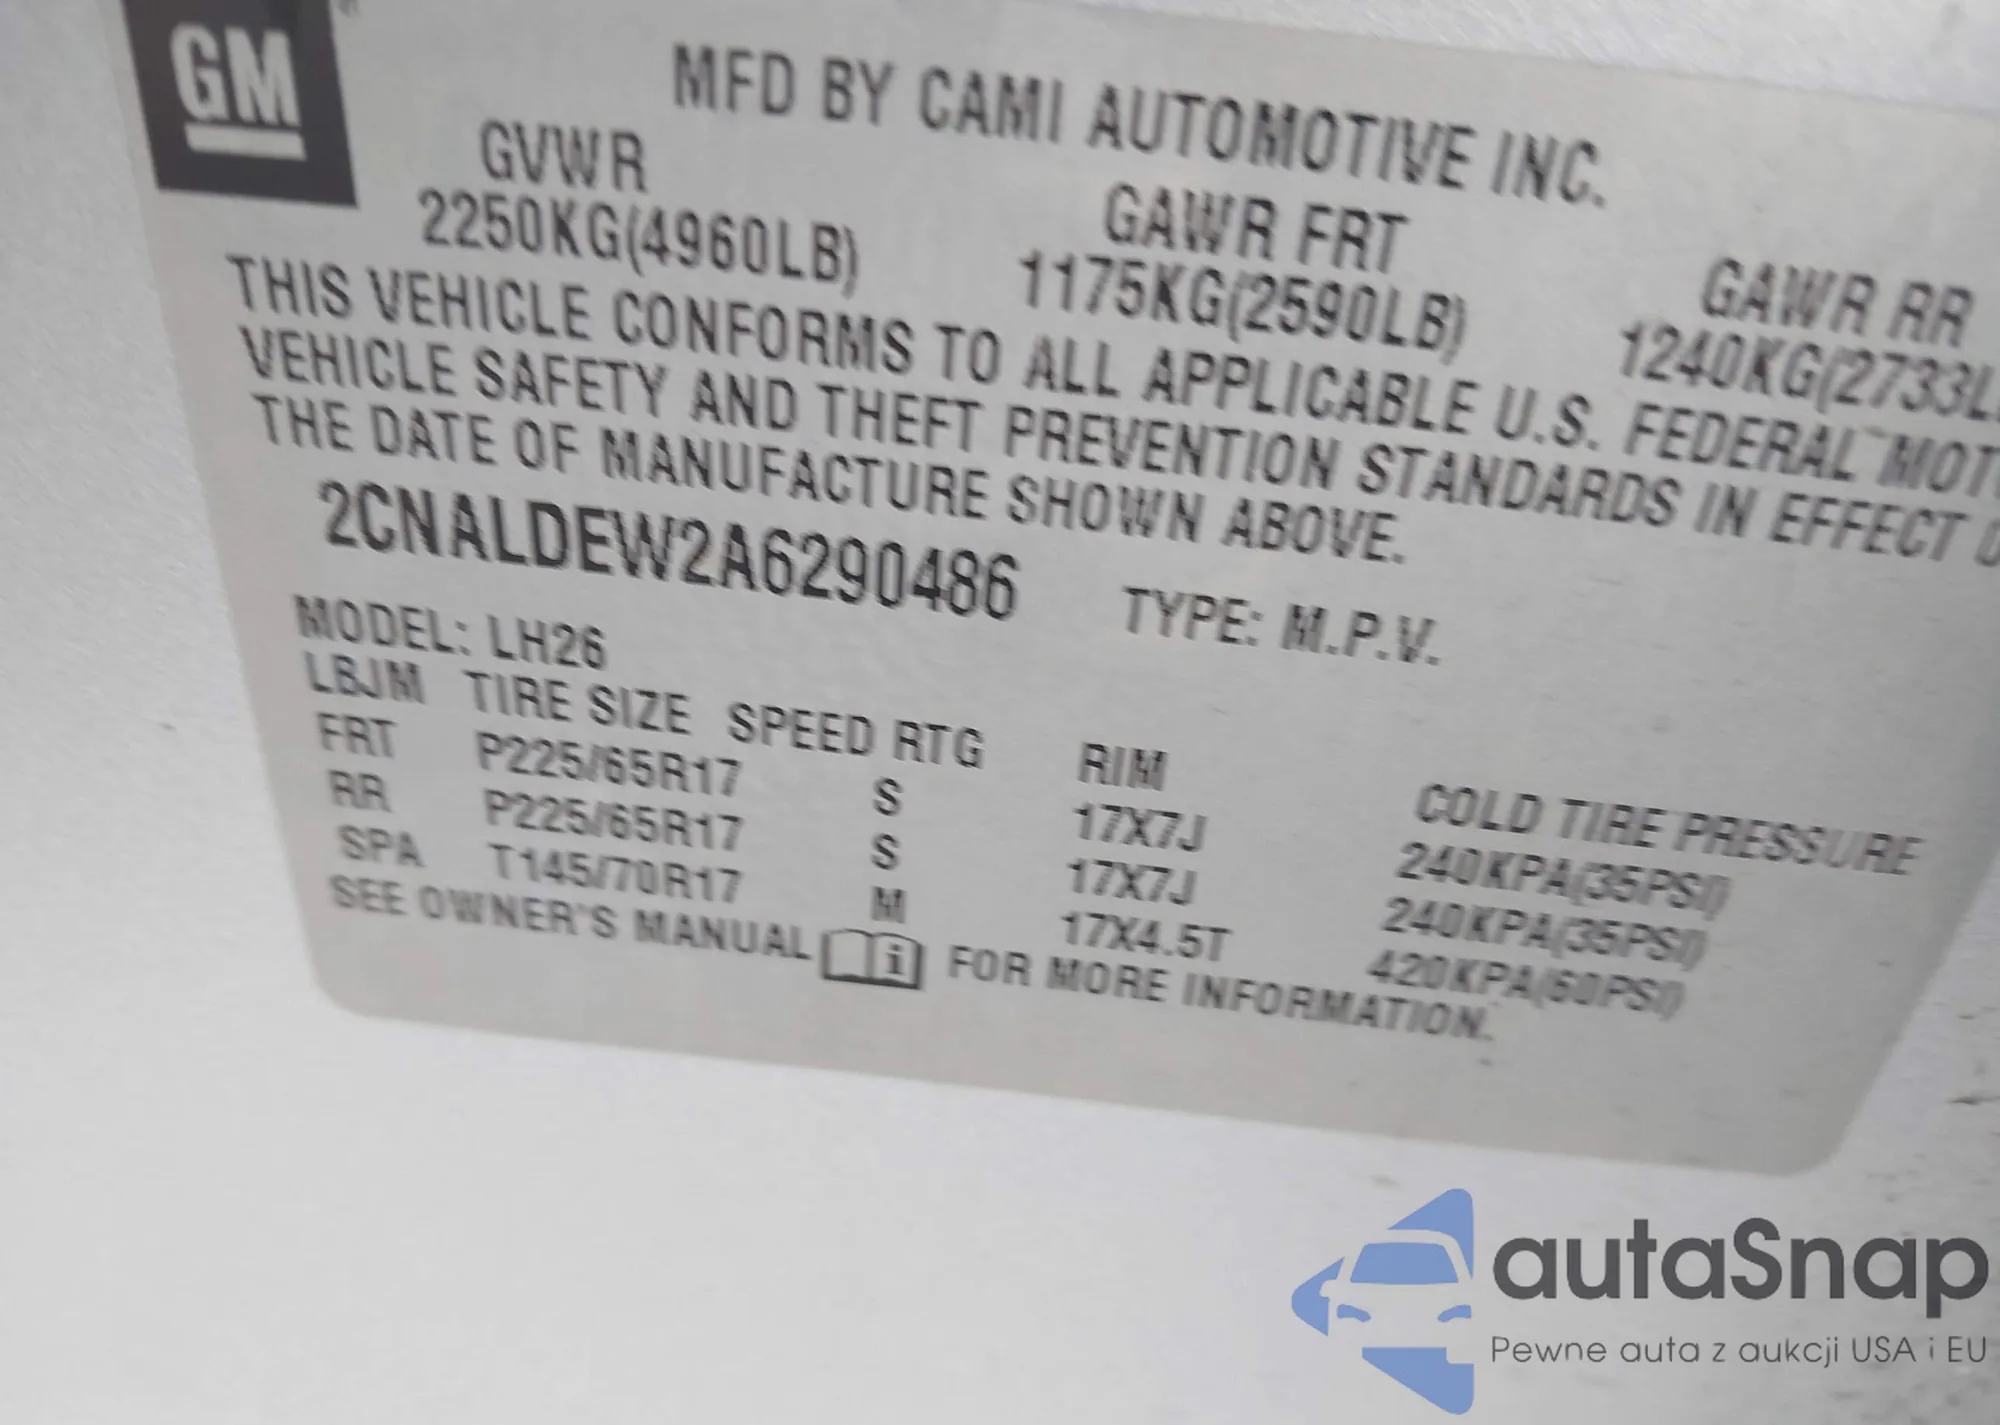 GM
MFD BY CAMI AUTOMOTIVE INC.
GVWR GAWR FRT GAWR RR
2250KG(4960LB) 1175KG(2590LB) 1240KG(2733L
THIS VEHICLE CONFORMS TO ALL APPLICABLE U.S. FEDERAL MOT
VEHICLE SAFETY AND THEFT PREVENTION STANDARDS IN EFFECT
THE DATE OF MANUFACTURE SHOWN ABOVE.
2CNALDEW2A6290486 TYPE: M.P.V.
MODEL: LH26
LBJM TIRE SIZE SPEED RTG RIM COLD TIRE PRESSURE
FRT P225/65R17 S 17X7J 240KPA(35PSI)
RR P225/65R17 S 17X7J 240KPA(35PSI)
SPA T145/70R17 M 17X4.5T 420KPA(60PSI)
SEE OWNER'S MANUAL i FOR MORE INFORMATION.
autaSnap
Pewne auta z aukcji USA i EU